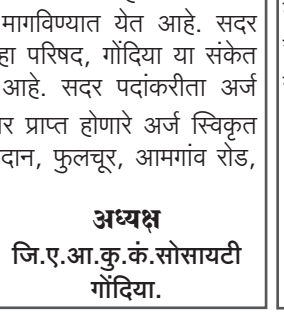 मागविण्यात येत आहे. सदर
हा परिषद, गोंदिया या संकेत
आहे. सदर पदांकरीता अर्ज
र प्राप्त होणारे अर्ज स्विकृत
दान, फुलचूर, आमगांव रोड,
अध्यक्ष
जि.ए.आ.कु.कं.सोसायटी
गोंदिया.